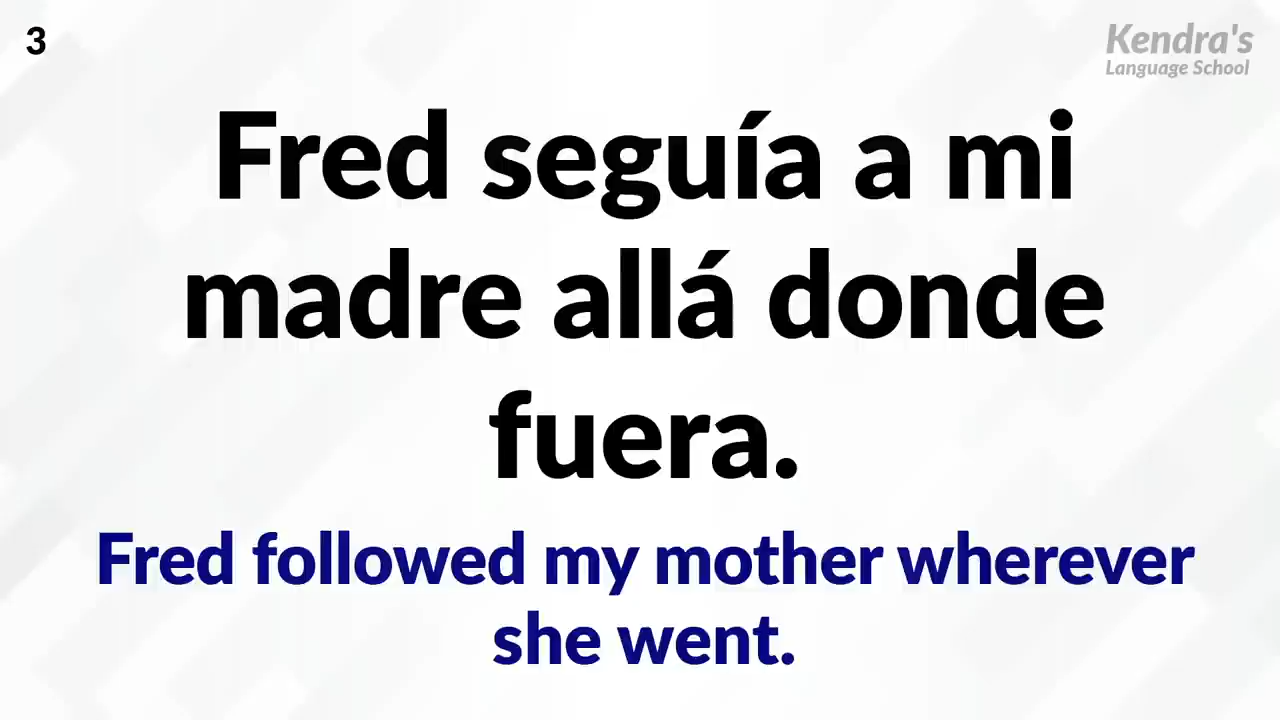 3
Kendra's
Language School
Fred seguía a mi
madre allá donde
fuera.
Fred followed my mother wherever
she went.